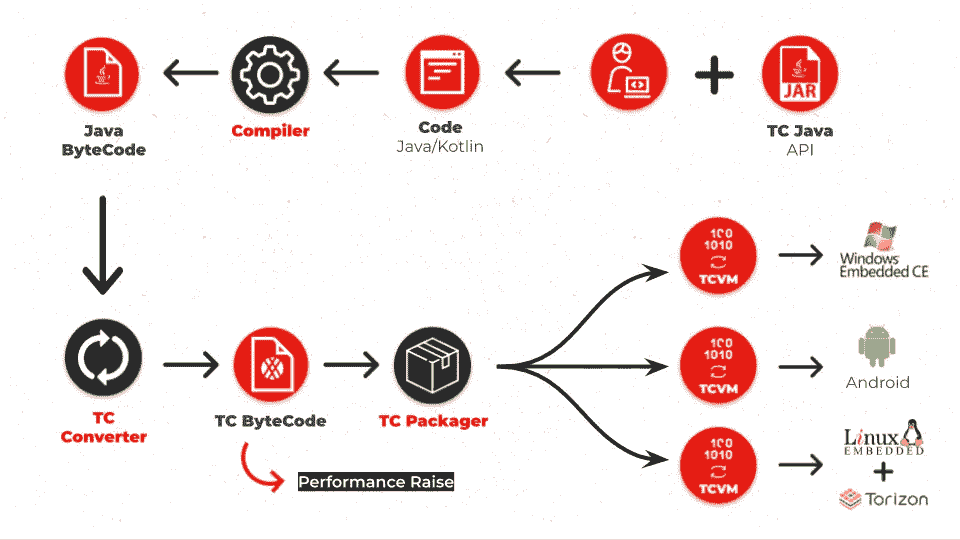 JAR
Java
ByteCode
Compiler
Code
Java/Kotlin
TC Java
API
100
1010
TCVM
Windows
Embedded CE
100
1010
TCVM
Android
TC
Converter
TC ByteCode
TC Packager
Performance Raise
100
1010
TCVM
Linux
EMBEDDED
Torizon